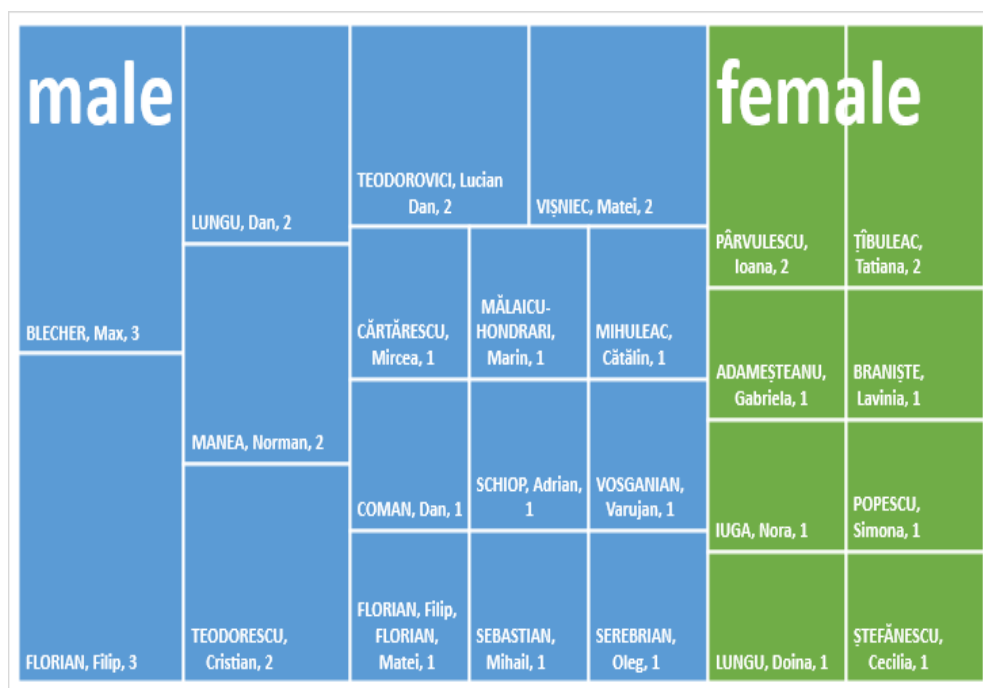 male
BLECHER, Max, 3
FLORIAN, Filip, 3
LUNGU, Dan, 2
MANEA, Norman, 2
TEODORESCU,
Cristian, 2
TEODOROVICI, Lucian
Dan, 2
VIȘNIEC, Matei, 2
CĂRTĂRESCU,
Mircea, 1
MĂLAICU-
HONDRARI,
Marin, 1
MIHULEAC,
Cătălin, 1
COMAN, Dan, 1
SCHIOP, Adrian,
1
VOSGANIAN,
Varujan, 1
FLORIAN, Filip,
FLORIAN,
Matei, 1
SEBASTIAN,
Mihail, 1
SEREBRIAN,
Oleg, 1
female
PÂRVULESCU,
Ioana, 2
ȚÎBULEAC,
Tatiana, 2
ADAMEȘTEANU,
Gabriela, 1
BRANIȘTE,
Lavinia, 1
IUGA, Nora, 1
POPESCU,
Simona, 1
LUNGU, Doina, 1
ȘTEFĂNESCU,
Cecilia, 1